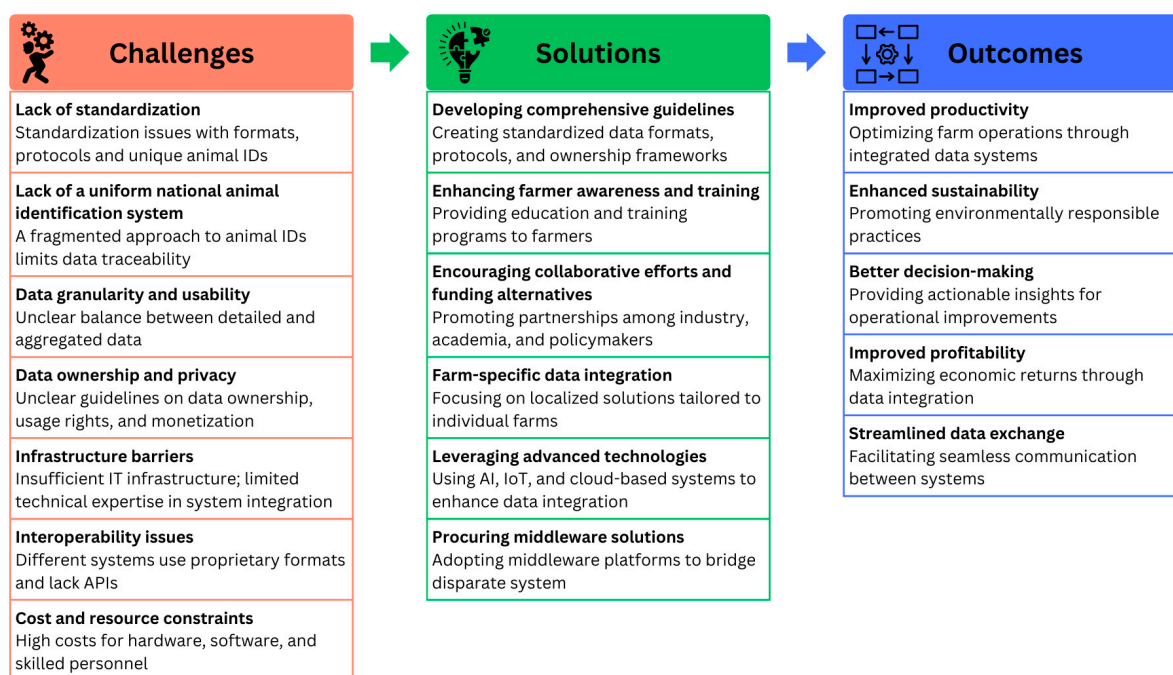 Challenges
Lack of standardization
Standardization issues with formats,
protocols and unique animal IDs
Lack of a uniform national animal
identification system
A fragmented approach to animal IDs
limits data traceability
Data granularity and usability
Unclear balance between detailed and
aggregated data
Data ownership and privacy
Unclear guidelines on data ownership,
usage rights, and monetization
Infrastructure barriers
Insufficient IT infrastructure; limited
technical expertise in system integration
Interoperability issues
Different systems use proprietary formats
and lack APIs
Cost and resource constraints
High costs for hardware, software, and
skilled personnel
Solutions
Developing comprehensive guidelines
Creating standardized data formats,
protocols, and ownership frameworks
Enhancing farmer awareness and training
Providing education and training
programs to farmers
Encouraging collaborative efforts and
funding alternatives
Promoting partnerships among industry,
academia, and policymakers
Farm-specific data integration
Focusing on localized solutions tailored to
individual farms
Leveraging advanced technologies
Using AI, IoT, and cloud-based systems to
enhance data integration
Procuring middleware solutions
Adopting middleware platforms to bridge
disparate system
Outcomes
Improved productivity
Optimizing farm operations through
integrated data systems
Enhanced sustainability
Promoting environmentally responsible
practices
Better decision-making
Providing actionable insights for
operational improvements
Improved profitability
Maximizing economic returns through
data integration
Streamlined data exchange
Facilitating seamless communication
between systems